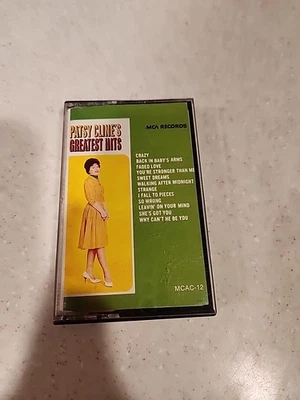 PATSY CLINE'S
GREATEST HITS
MCA RECORDS
CRAZY
BACK IN BABY'S ARMS
FADED LOVE
YOU'RE STRONGER THAN ME
SWEET DREAMS
WALKING AFTER MIDNIGHT
STRANGE
I FALL TO PIECES
SO WRONG
LEAVIN' ON YOUR MIND
SHE'S GOT YOU
WHY CAN'T HE BE YOU
MCAC-12